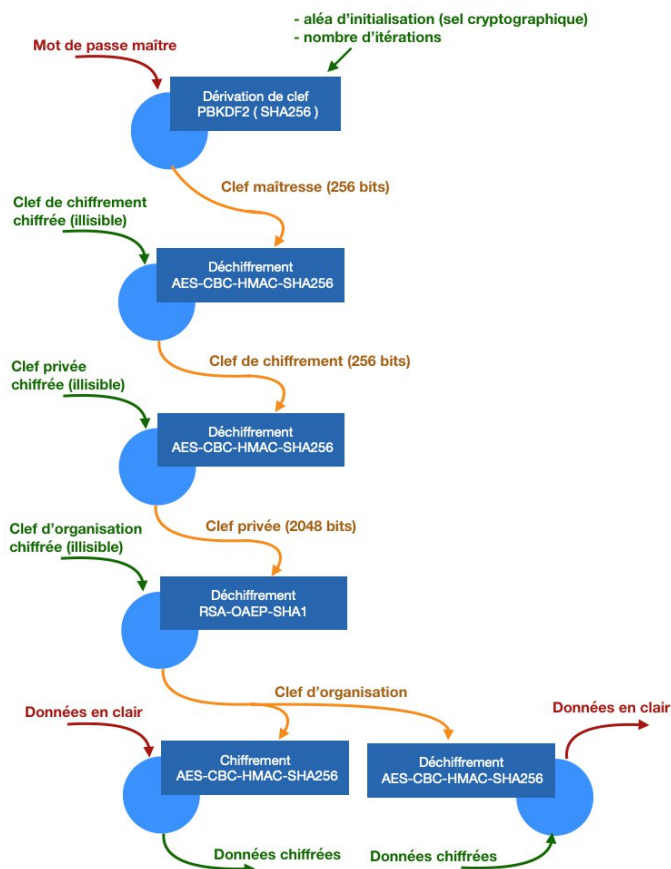 - aléa d'initialisation (sel cryptographique)
- nombre d'itérations
Mot de passe maître
Dérivation de clef
PBKDF2 ( SHA256 )
Clef maîtresse (256 bits)
Clef de chiffrement
chiffrée (illisible)
Déchiffrement
AES-CBC-HMAC-SHA256
Clef de chiffrement (256 bits)
Clef privée
chiffrée (illisible)
Déchiffrement
AES-CBC-HMAC-SHA256
Clef privée (2048 bits)
Clef d'organisation
chiffrée (illisible)
Déchiffrement
RSA-OAEP-SHA1
Clef d'organisation
Données en clair
Données en clair
Chiffrement
AES-CBC-HMAC-SHA256
Déchiffrement
AES-CBC-HMAC-SHA256
Données chiffrées
Données chiffrées